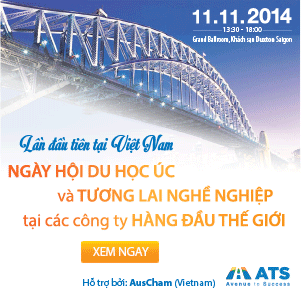 11.11.2014
13:30 - 18:00
Grand Ballroom, Khách sạn Duxton Saigon
Lần đầu tiên tại Việt Nam
NGÀY HỘI DU HỌC ÚC
và TƯƠNG LAI NGHỀ NGHIỆP
tại các công ty HÀNG ĐẦU THẾ GIỚI
XEM NGAY
ATS
Avenue to Success
Hỗ trợ bởi: AusCham (Vietnam)